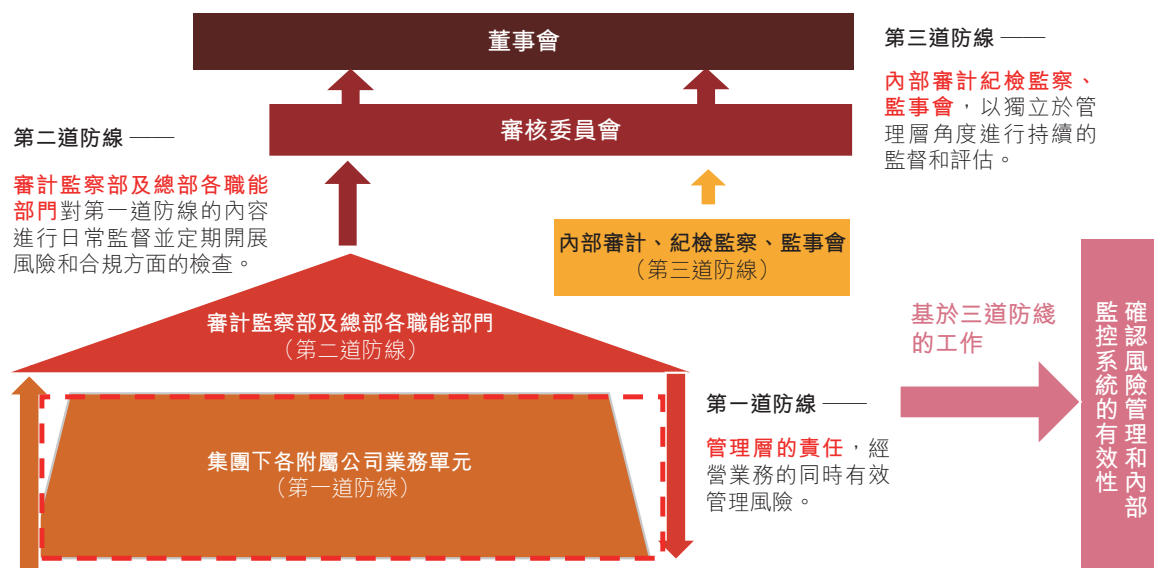 董事會
審核委員會
第三道防線 ——
內部審計紀檢監察、
監事會，以獨立於管
理層角度進行持續的
監督和評估。
第二道防線 ——
審計監察部及總部各職能
部門對第一道防線的內容
進行日常監督並定期開展
風險和合規方面的檢查。
內部審計、紀檢監察、監事會
（第三道防線）
審計監察部及總部各職能部門
（第二道防線）
集團下各附屬公司業務單元
（第一道防線）
第一道防線 ——
管理層的責任，經
營業務的同時有效
管理風險。
基於三道防綫
的工作
確認風險管理和內部
監控系統的有效性